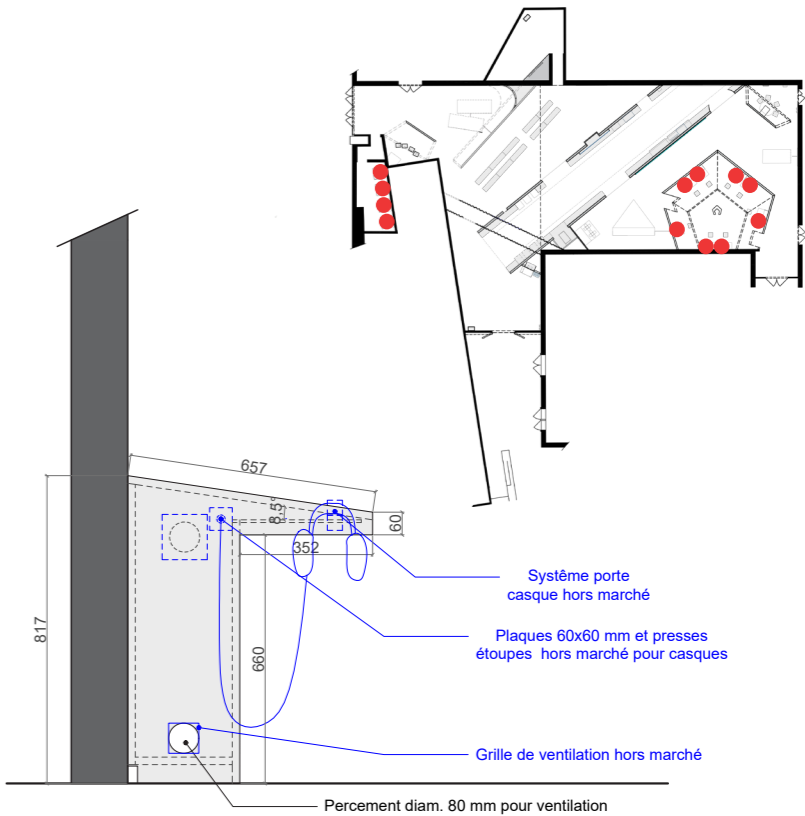 657
8.5°
60
352
817
660
Systême porte
casque hors marché
Plaques 60x60 mm et presses
étoupes hors marché pour casques
Grille de ventilation hors marché
Percement diam. 80 mm pour ventilation